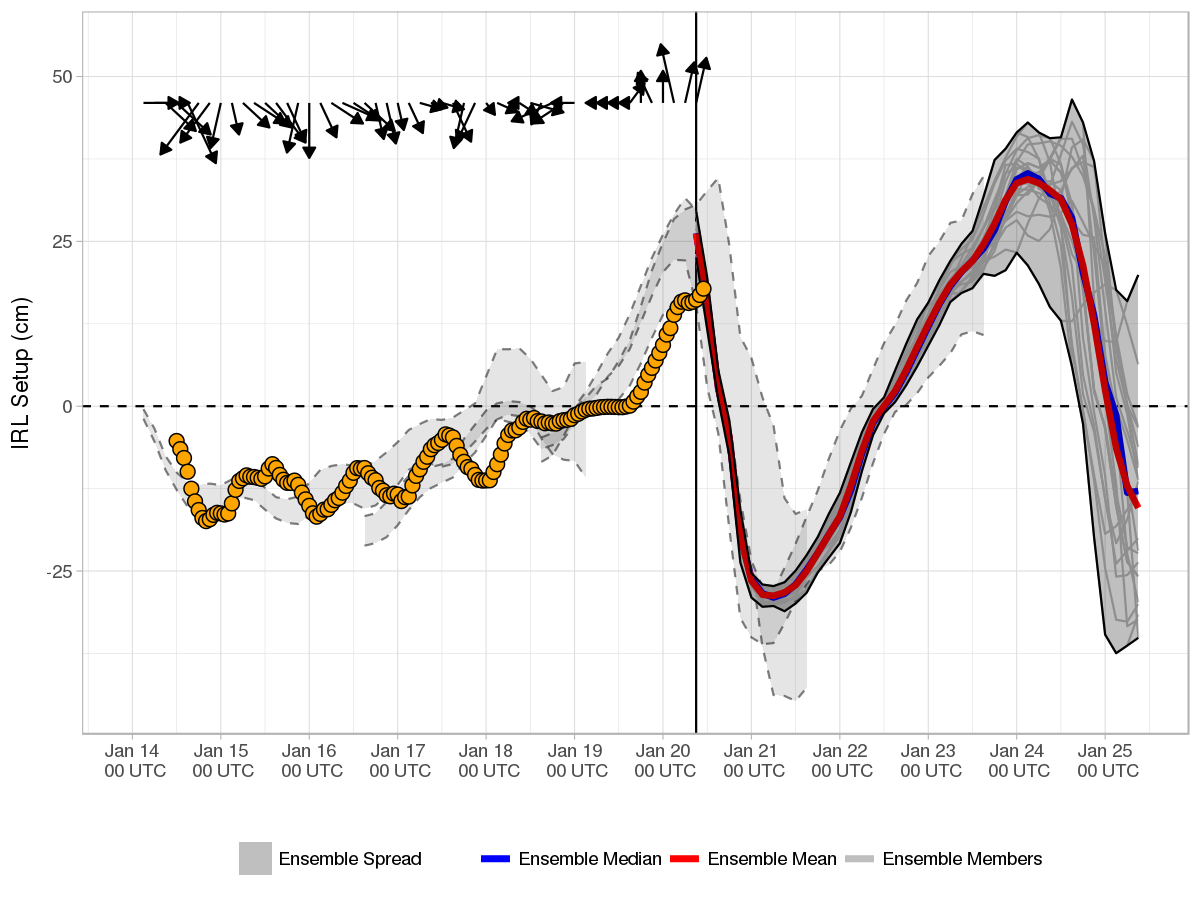 IRL Setup (cm)
50
25
0
-25
Jan 14 Jan 15 Jan 16 Jan 17 Jan 18 Jan 19 Jan 20 Jan 21 Jan 22 Jan 23 Jan 24 Jan 25
00 UTC 00 UTC 00 UTC 00 UTC 00 UTC 00 UTC 00 UTC 00 UTC 00 UTC 00 UTC 00 UTC 00 UTC
Ensemble Spread Ensemble Median Ensemble Mean Ensemble Members